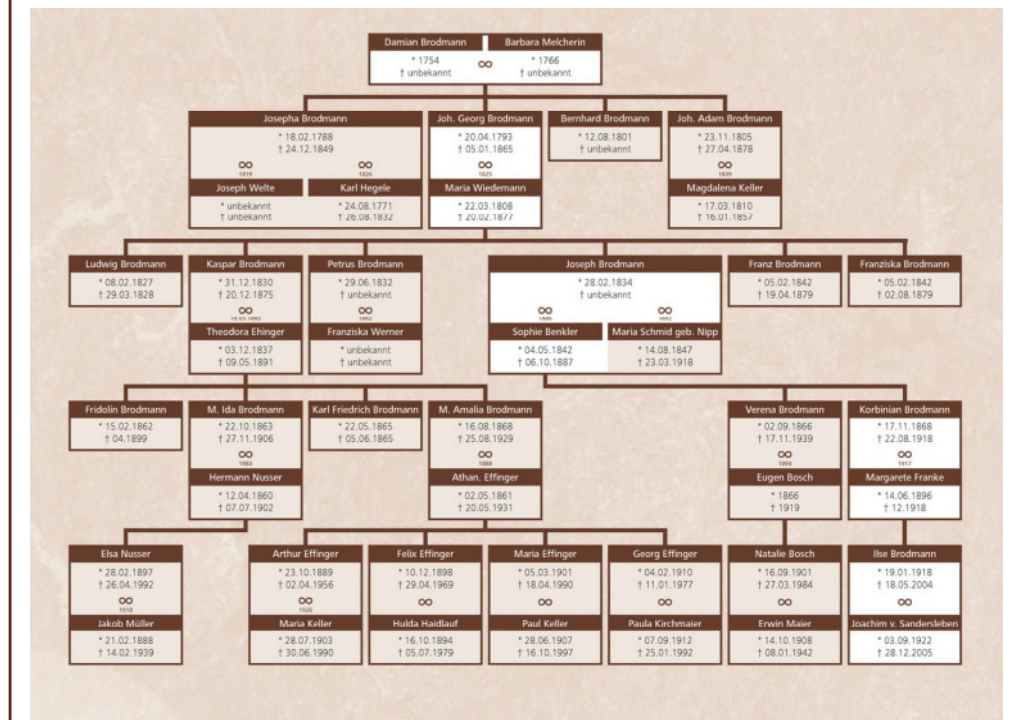 Damian Brodmann Barbara Melcherin
* 1754 ∞ * 1766
† unbekannt † unbekannt
Josepha Brodmann
* 18.02.1788
† 24.12.1849
∞ ∞
1819 1826
Joseph Welte Karl Hegele
* unbekannt * 24.08.1771
† unbekannt † 26.08.1832
Joh. Georg Brodmann
* 20.04.1793
† 05.01.1865
∞
1825
Maria Wiedemann
* 22.03.1808
† 20.02.1877
Bernhard Brodmann
* 12.08.1801
† unbekannt
Joh. Adam Brodmann
* 23.11.1805
† 27.04.1878
∞
1839
Magdalena Keller
* 17.03.1810
† 16.01.1857
Ludwig Brodmann
* 08.02.1827
† 29.03.1828
Kaspar Brodmann
* 31.12.1830
† 20.12.1875
∞
Theodora Ehinger
* 03.12.1837
† 09.05.1891
Petrus Brodmann
* 29.06.1832
† unbekannt
∞
1862
Franziska Werner
* unbekannt
† unbekannt
Joseph Brodmann
* 28.02.1834
† unbekannt
∞ ∞
Sophie Benkler Maria Schmid geb. Nipp
* 04.05.1842 * 14.08.1847
† 06.10.1887 † 23.03.1918
Franz Brodmann
* 05.02.1842
† 19.04.1879
Franziska Brodmann
* 05.02.1842
† 02.08.1879
Fridolin Brodmann
* 15.02.1862
† 04.1899
M. Ida Brodmann
* 22.10.1863
† 27.11.1906
∞
Hermann Nusser
* 12.04.1860
† 07.07.1902
Karl Friedrich Brodmann
* 22.05.1865
† 05.06.1865
M. Amalia Brodmann
* 16.08.1868
† 25.08.1929
∞
Athan. Effinger
* 02.05.1861
† 20.05.1931
Verena Brodmann
* 02.09.1866
† 17.11.1939
∞
1894
Eugen Bosch
* 1866
† 1919
Korbinian Brodmann
* 17.11.1868
† 22.08.1918
∞
1917
Margarete Franke
* 14.06.1896
† 12.1918
Elsa Nusser
* 28.02.1897
† 26.04.1992
∞
1918
Jakob Müller
* 21.02.1888
† 14.02.1939
Arthur Effinger
* 23.10.1889
† 02.04.1956
∞
1926
Maria Keller
* 28.07.1903
† 30.06.1990
Felix Effinger
* 10.12.1898
† 29.04.1969
∞
Hulda Haidlauf
* 16.10.1894
† 05.07.1979
Maria Effinger
* 05.03.1901
† 18.04.1990
∞
Paul Keller
* 28.06.1907
† 16.10.1997
Georg Effinger
* 04.02.1910
† 11.01.1977
∞
Paula Kirchmaier
* 07.09.1912
† 25.01.1992
Natalie Bosch
* 16.09.1901
† 27.03.1984
∞
Erwin Maier
* 14.10.1908
† 08.01.1942
Ilse Brodmann
* 19.01.1918
† 18.05.2004
∞
Joachim v. Sandersleben
* 03.09.1922
† 28.12.2005